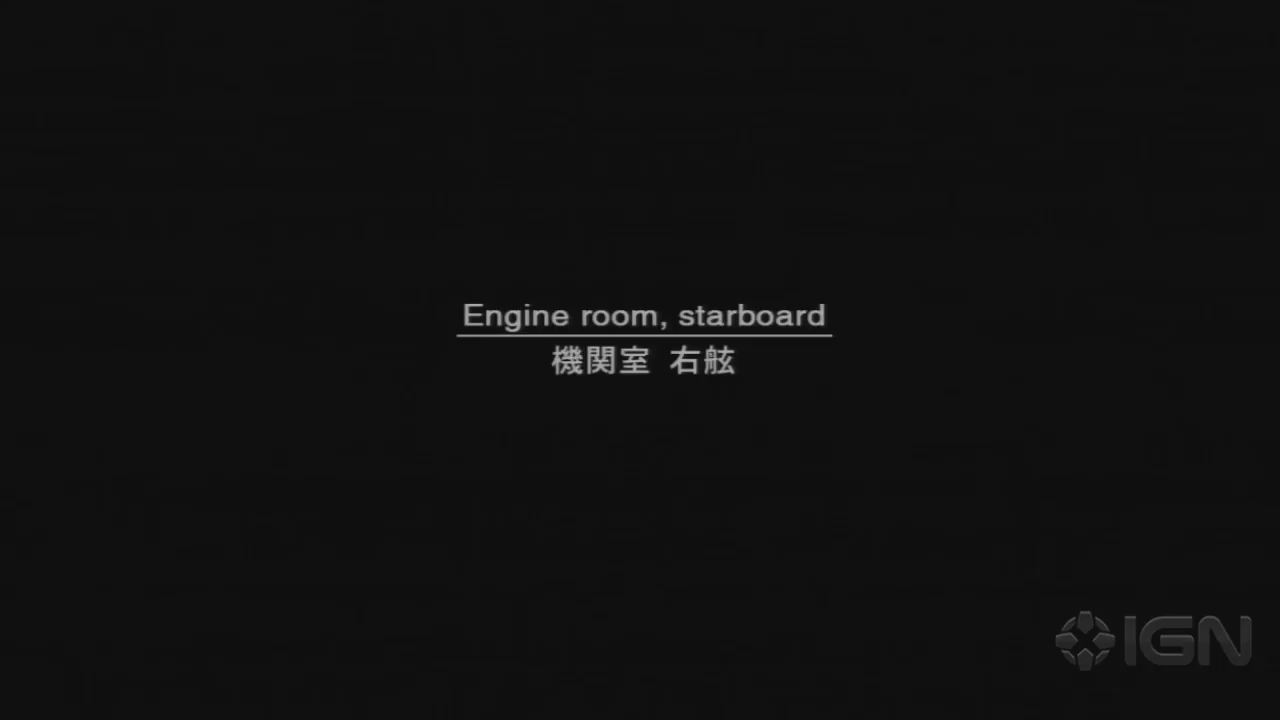 Engine room, starboard
機関室 右舷
IGN